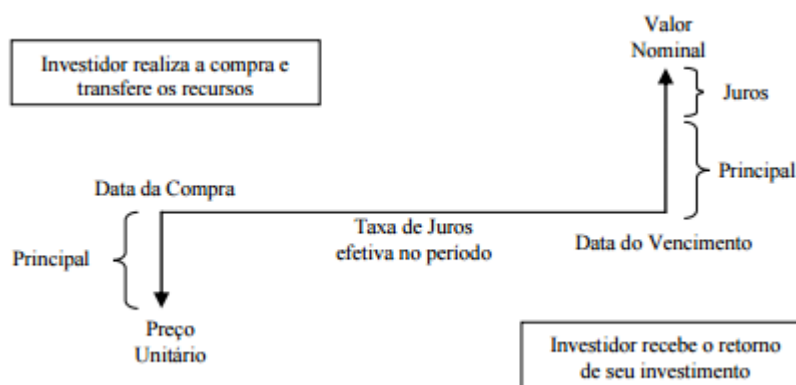 Valor
Nominal
Investidor realiza a compra e
transfere os recursos
Juros
Principal
Data da Compra
Taxa de Juros
efetiva no período
Data do Vencimento
Principal
Preço
Unitário
Investidor recebe o retorno
de seu investimento